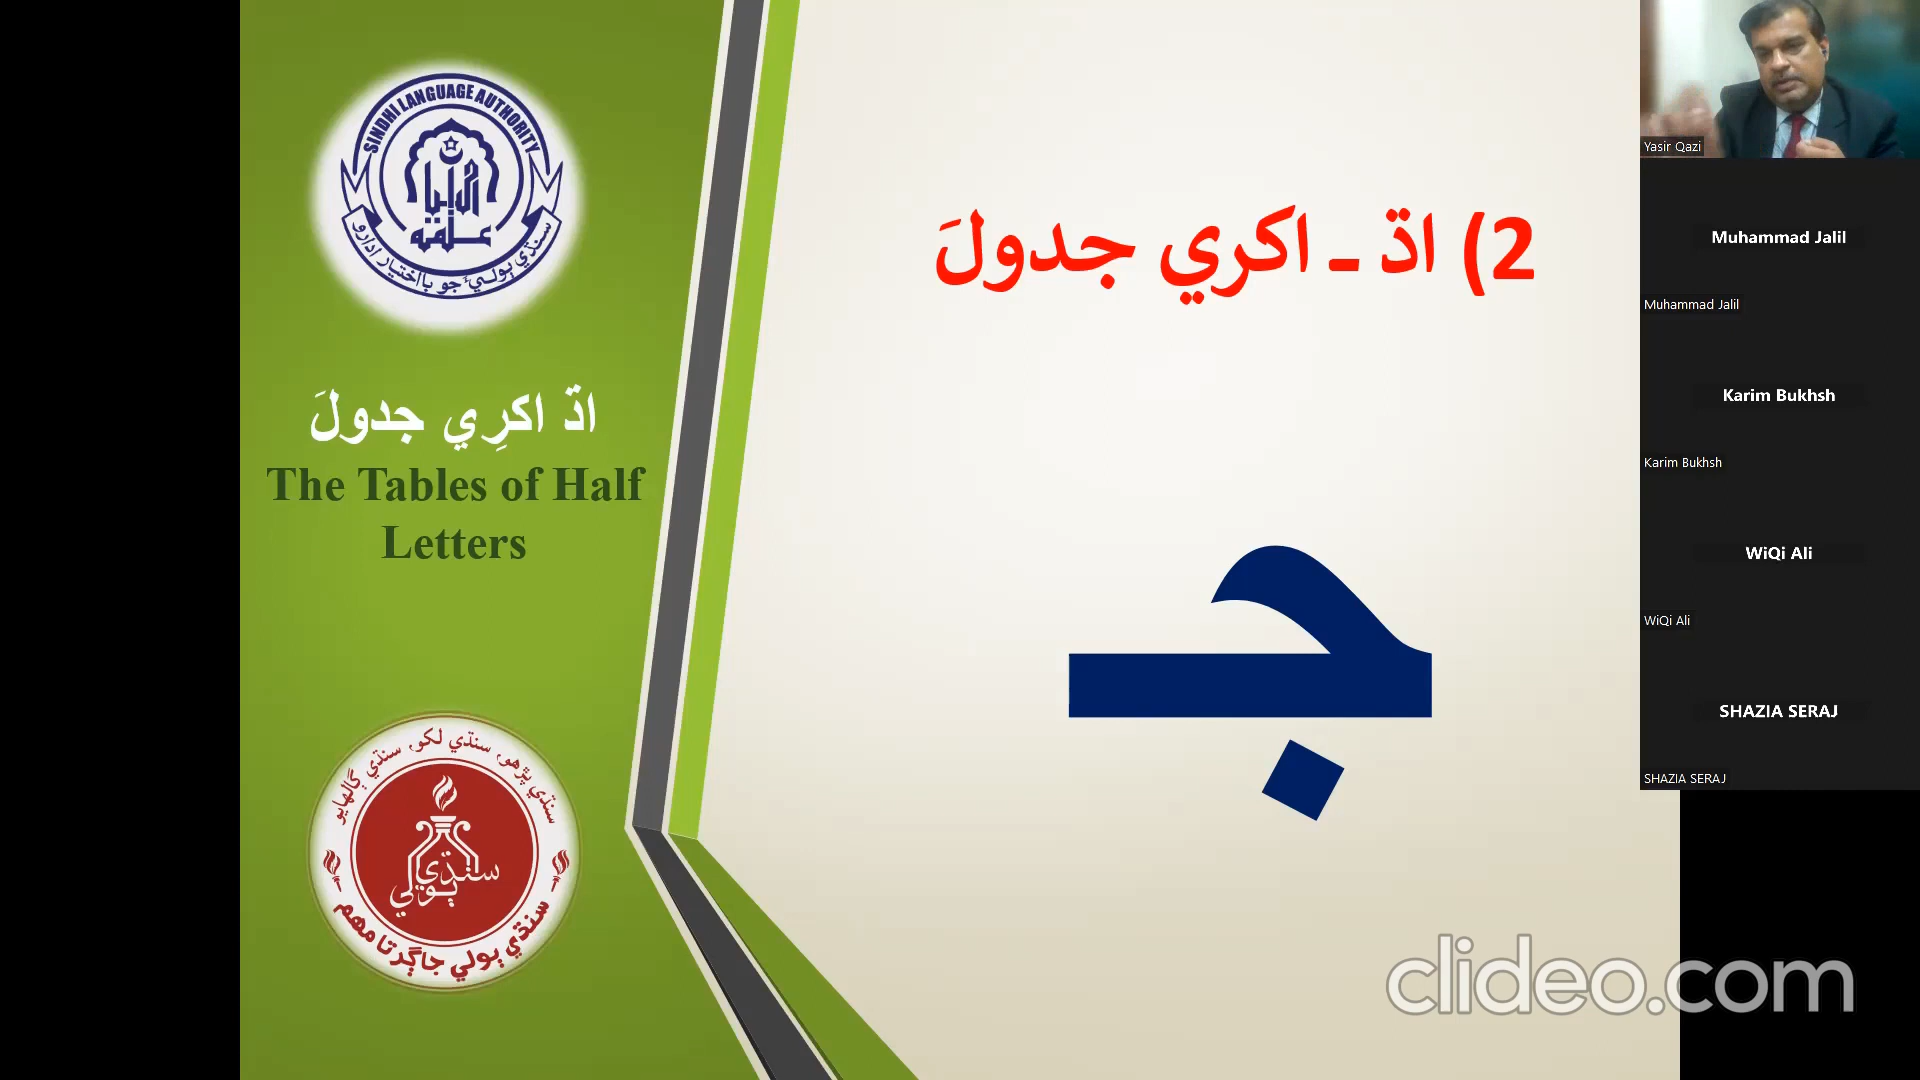 SINDHI LANGUAGE AUTHORITY
سنڌي ٻوليءَ جو بااختيار ادارو
اڌ اکرِي جدولَ
The Tables of Half
Letters
سنڌي پڙهو، سنڌي لکو، سنڌي ڳالهايو
سنڌي
ٻولي
سنڌي ٻولي جاڳرتا مهم
2) اڌ ـ اکري جدولَ
جـ
Yasir Qazi
Muhammad Jalil
Muhammad Jalil
Karim Bukhsh
Karim Bukhsh
WiQi Ali
WiQi Ali
SHAZIA SERAJ
SHAZIA SERAJ
clideo.com